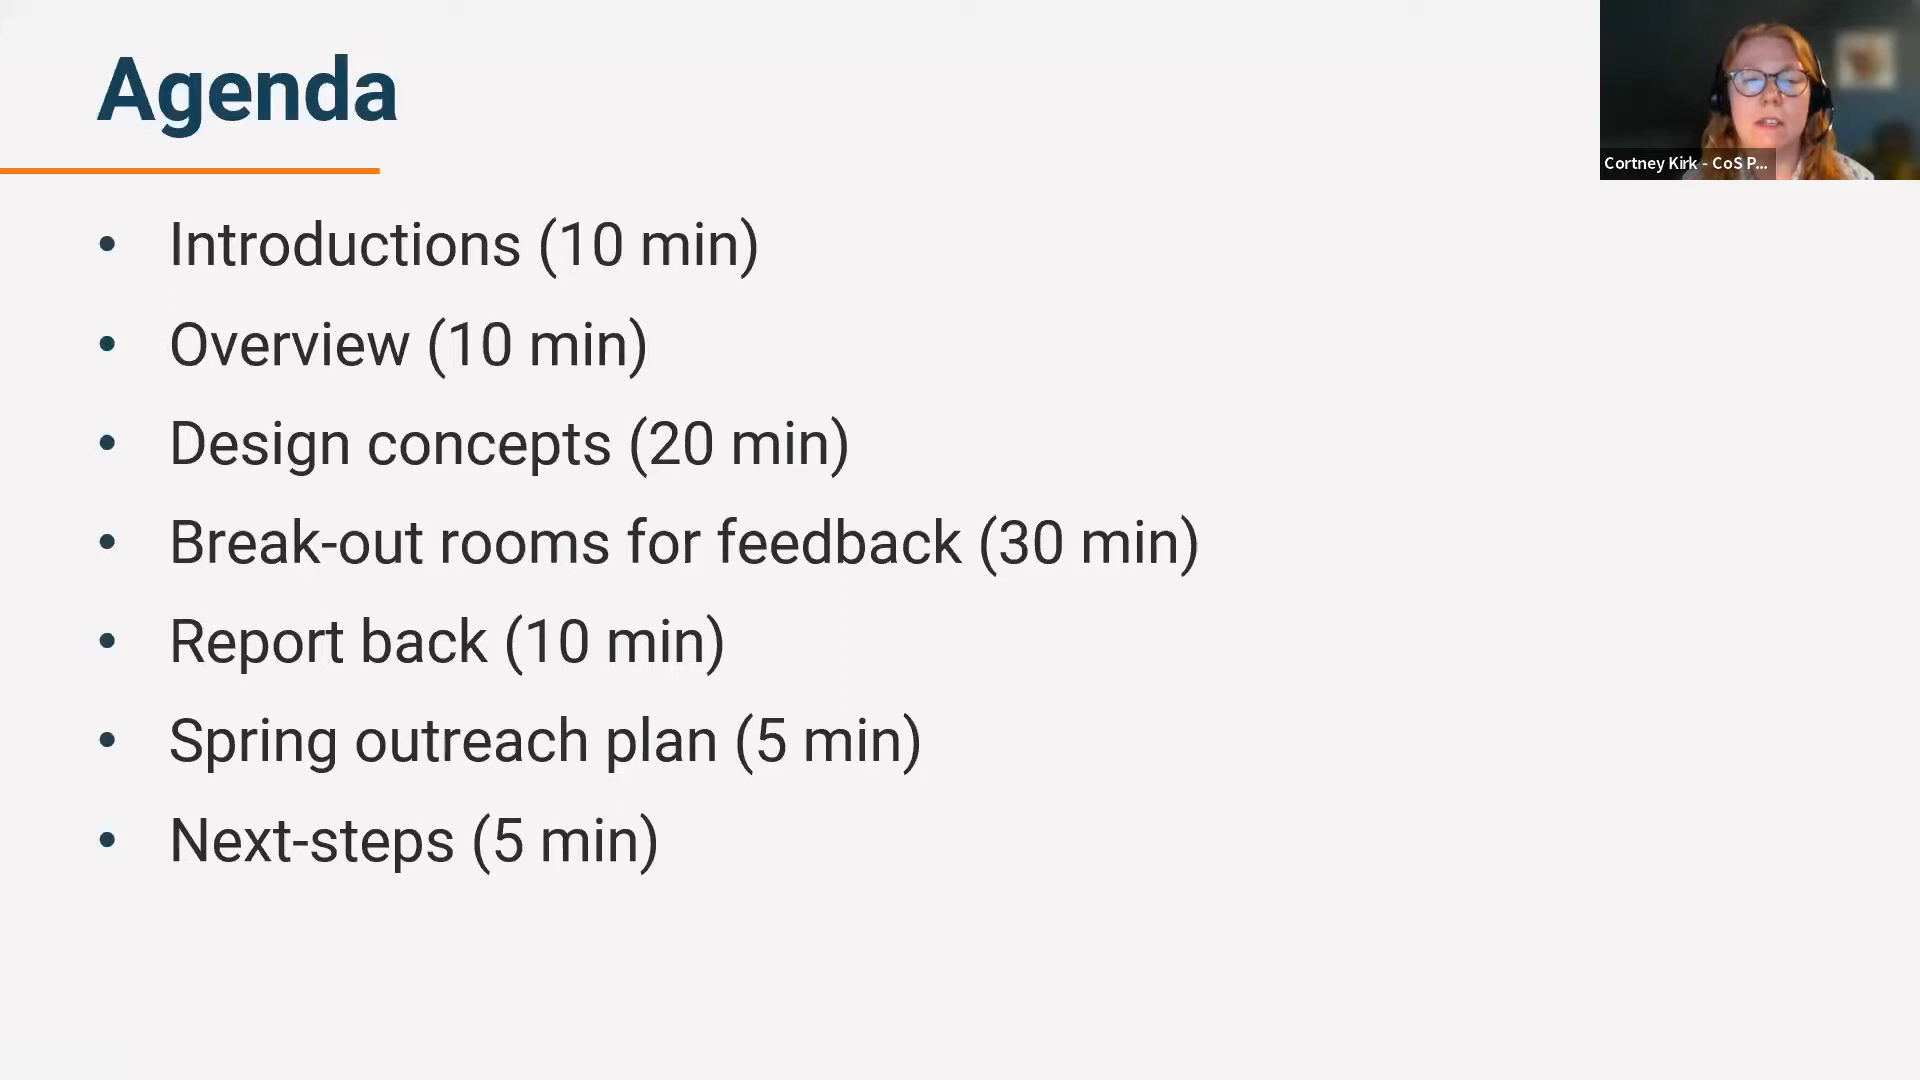 Agenda
Cortney Kirk - CoS P...
• Introductions (10 min)
• Overview (10 min)
• Design concepts (20 min)
• Break-out rooms for feedback (30 min)
• Report back (10 min)
• Spring outreach plan (5 min)
• Next-steps (5 min)